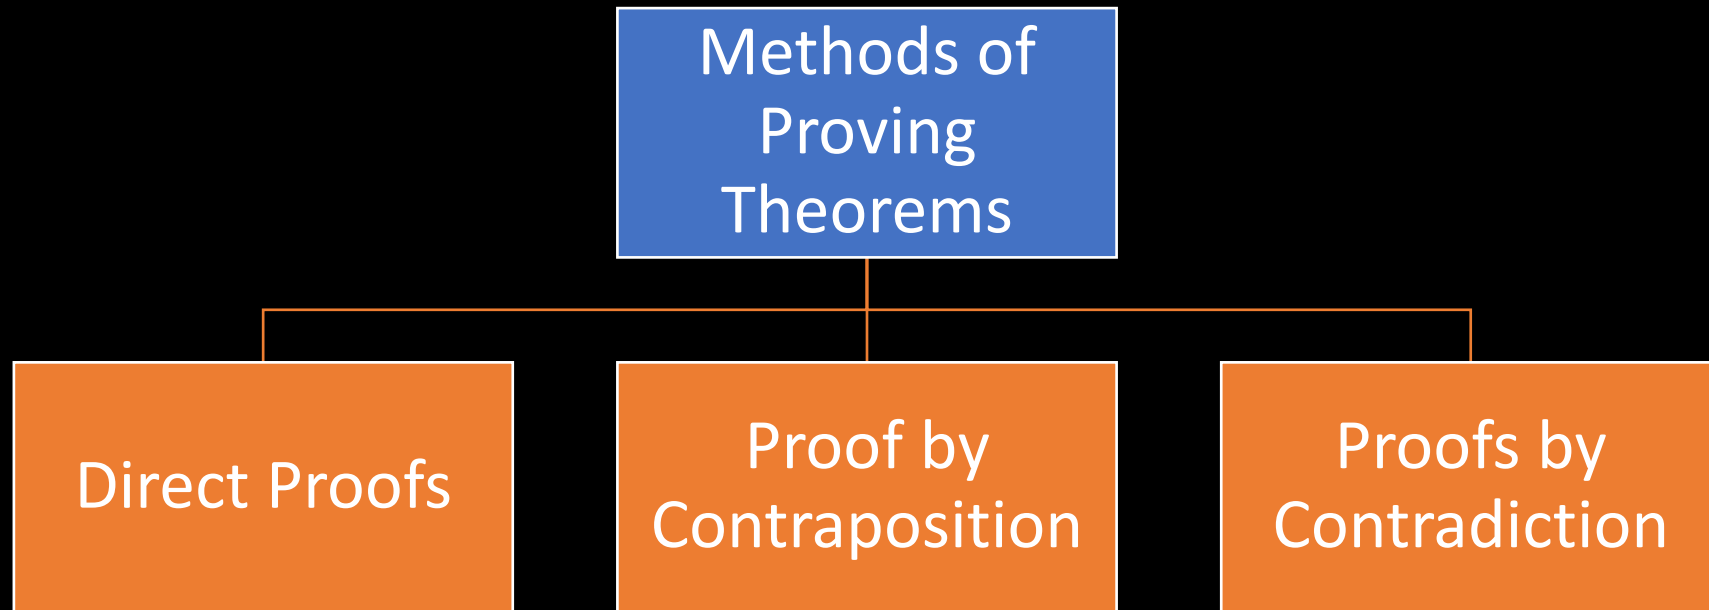 Methods of
Proving
Theorems
Direct Proofs
Proof by
Contraposition
Proofs by
Contradiction